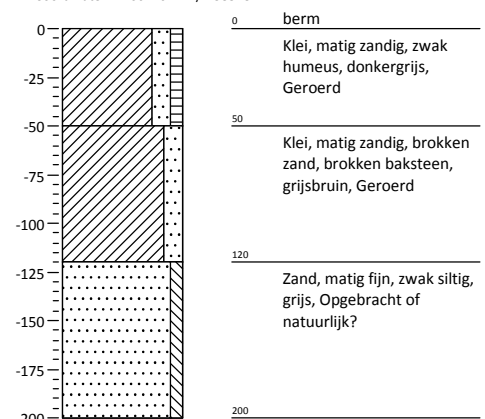 0 berm
0
Klei, matig zandig, zwak
humeus, donkergrijs,
Geroerd
-25
-50
50
Klei, matig zandig, brokken
zand, brokken baksteen,
grijsbruin, Geroerd
-75
-100
120
-125
Zand, matig fijn, zwak siltig,
grijs, Opgebracht of
natuurlijk?
-150
-175
-200
200